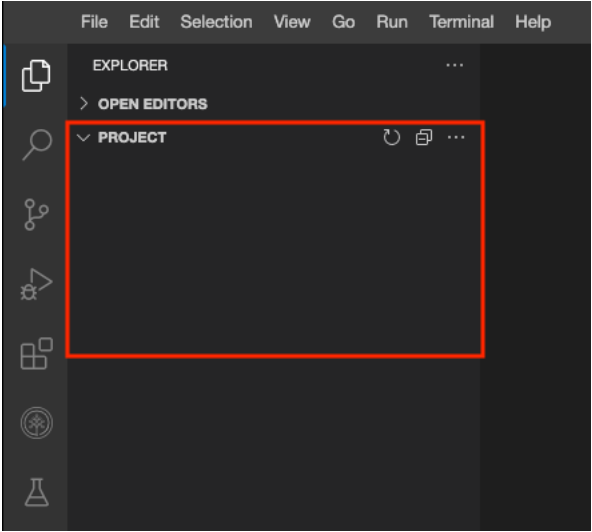 File Edit Selection View Go Run Terminal Help
EXPLORER
OPEN EDITORS
PROJECT